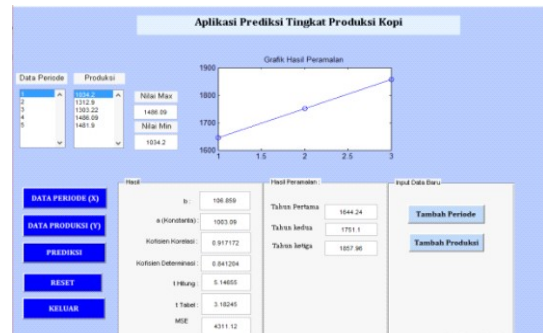 Aplikasi Prediksi Tingkat Produksi Kopi
Grafik Hasil Peramalan
1900
1800
1700
1600
1
1.5
2
2.5
3
Data Periode
Produksi
1
2
3
4
5
1034.2
1312.9
1303.22
1486.09
1481.9
Nilai Max
1486.09
Nilai Min
1034.2
DATA PERIODE (X)
DATA PRODUKSI (Y)
PREDIKSI
RESET
KELUAR
Hasil
b : 106.859
a (Konstanta) : 1003.09
Kofisien Korelasi : 0.917172
Kofisien Determinasi : 0.841204
t Hitung : 5.14655
t Tabel : 3.18245
MSE 4311.12
Hasil Peramalan :
Tahun Pertama 1644.24
Tahun kedua 1751.1
Tahun ketiga 1857.96
Input Data Baru
Tambah Periode
Tambah Produksi